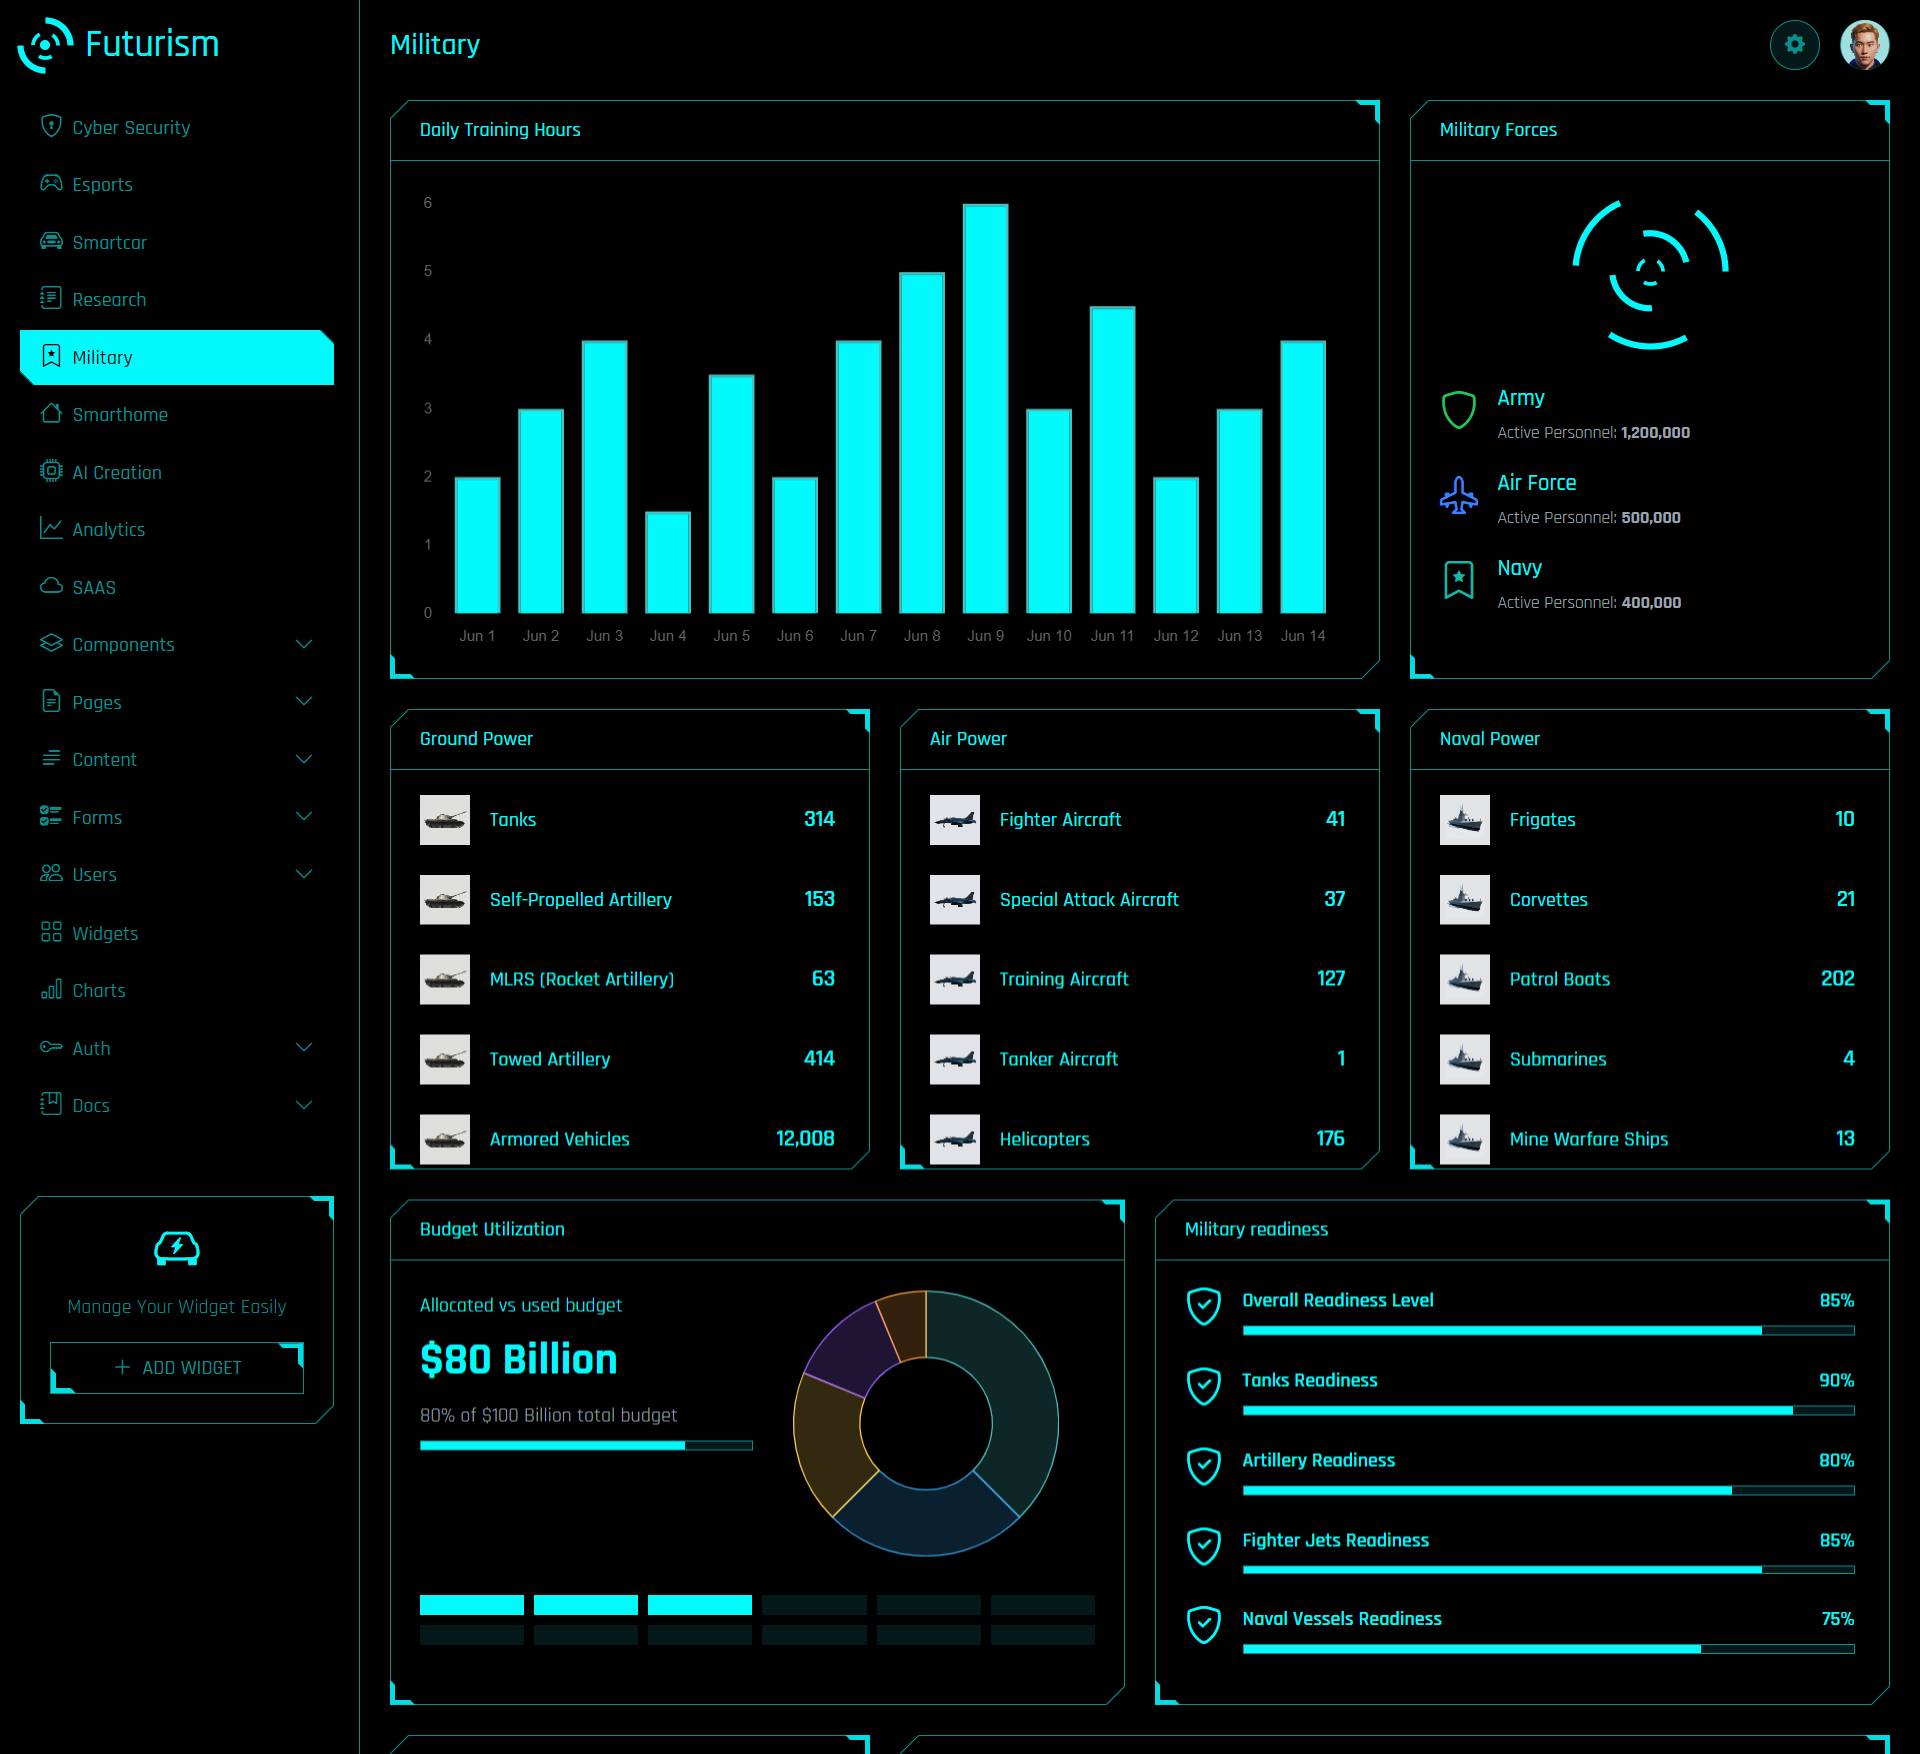 Futurism
Cyber Security
Esports
Smartcar
Research
Military
Smarthome
AI Creation
Analytics
SAAS
Components
Pages
Content
Forms
Users
Widgets
Charts
Auth
Docs
Manage Your Widget Easily
ADD WIDGET
Military
Daily Training Hours
6
5
4
3
2
1
0
Jun 1 Jun 2 Jun 3 Jun 4 Jun 5 Jun 6 Jun 7 Jun 8 Jun 9 Jun 10 Jun 11 Jun 12 Jun 13 Jun 14
Military Forces
Army
Active Personnel: 1,200,000
Air Force
Active Personnel: 500,000
Navy
Active Personnel: 400,000
Ground Power
Tanks 314
Self-Propelled Artillery 153
MLRS (Rocket Artillery) 63
Towed Artillery 414
Armored Vehicles 12,008
Air Power
Fighter Aircraft 41
Special Attack Aircraft 37
Training Aircraft 127
Tanker Aircraft 1
Helicopters 176
Naval Power
Frigates 10
Corvettes 21
Patrol Boats 202
Submarines 4
Mine Warfare Ships 13
Budget Utilization
Allocated vs used budget
$80 Billion
80% of $100 Billion total budget
Military readiness
Overall Readiness Level 85%
Tanks Readiness 90%
Artillery Readiness 80%
Fighter Jets Readiness 85%
Naval Vessels Readiness 75%